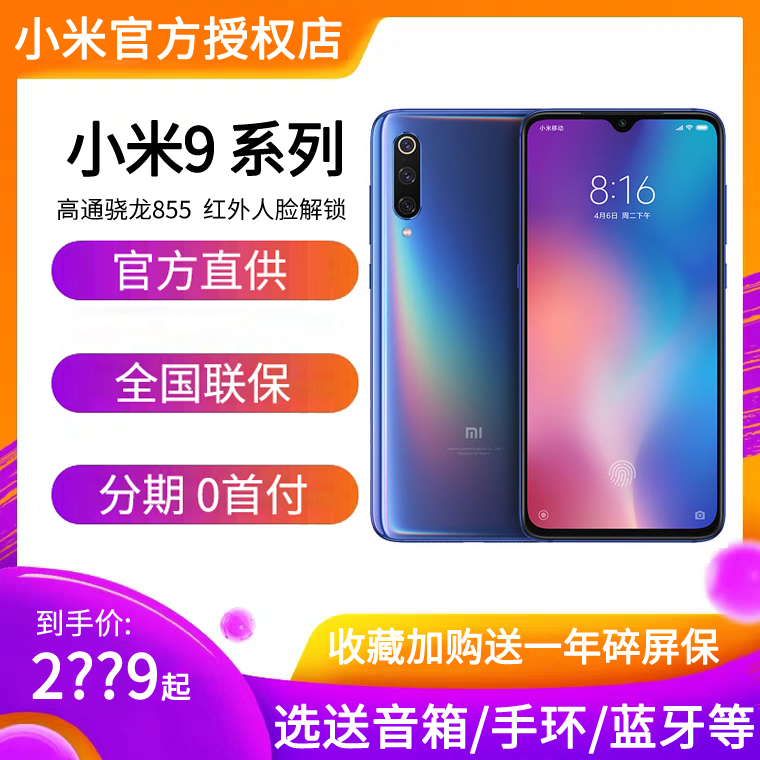 小米官方授权店
小米9 系列
高通骁龙855 红外人脸解锁
官方直供
全国联保
分期 0首付
小米移动
8:16
4月6日 周二下午
MI
到手价:
2??9起
收藏加购送一年碎屏保
选送音箱/手环/蓝牙等